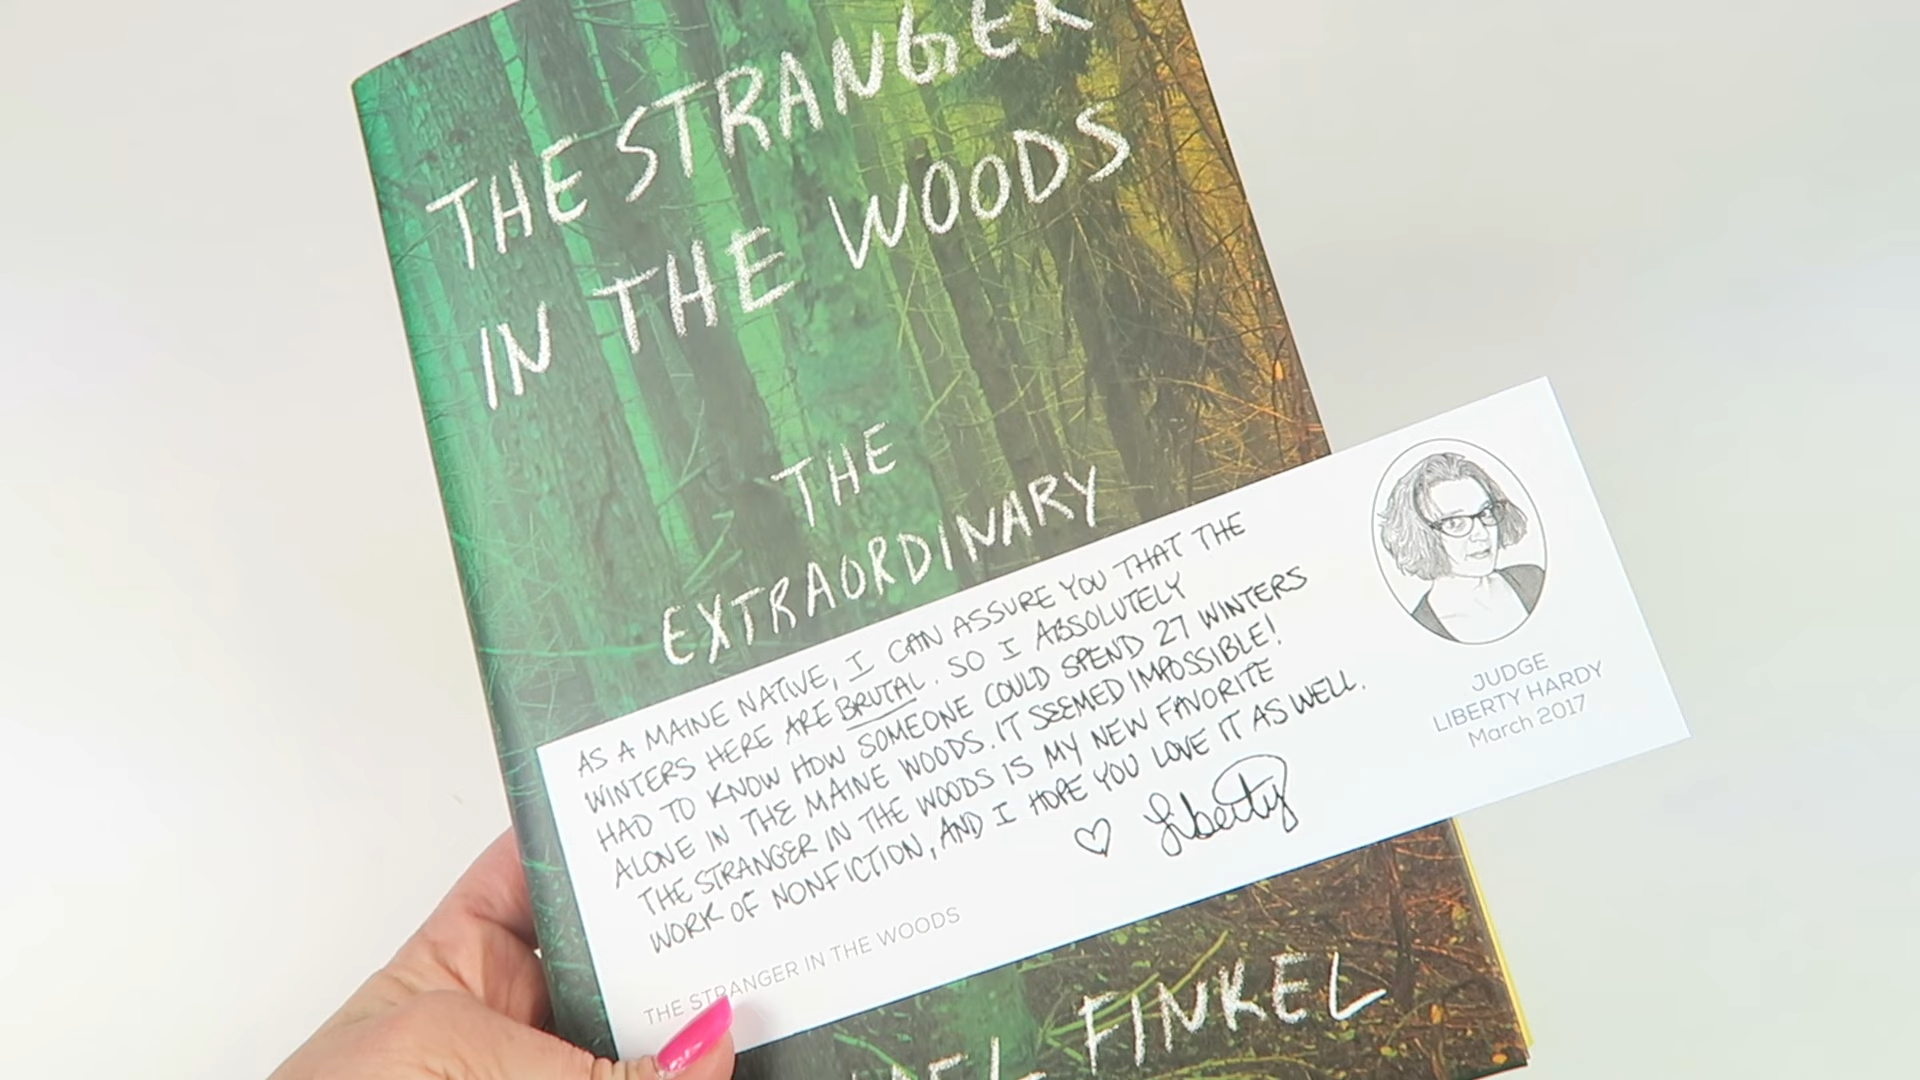 THE STRANGER
IN THE WOODS
THE
EXTRAORDINARY
AS A MAINE NATIVE, I CAN ASSURE YOU THAT THE
WINTERS HERE ARE BRUTAL. SO I ABSOLUTELY
HAD TO KNOW HOW SOMEONE COULD SPEND 27 WINTERS
ALONE IN THE MAINE WOODS. IT SEEMED IMPOSSIBLE!
THE STRANGER IN THE WOODS IS MY NEW FAVORITE
WORK OF NONFICTION, AND I HOPE YOU LOVE IT AS WELL.
♡ Liberty
THE STRANGER IN THE WOODS
JUDGE
LIBERTY HARDY
March 2017
FINKEL